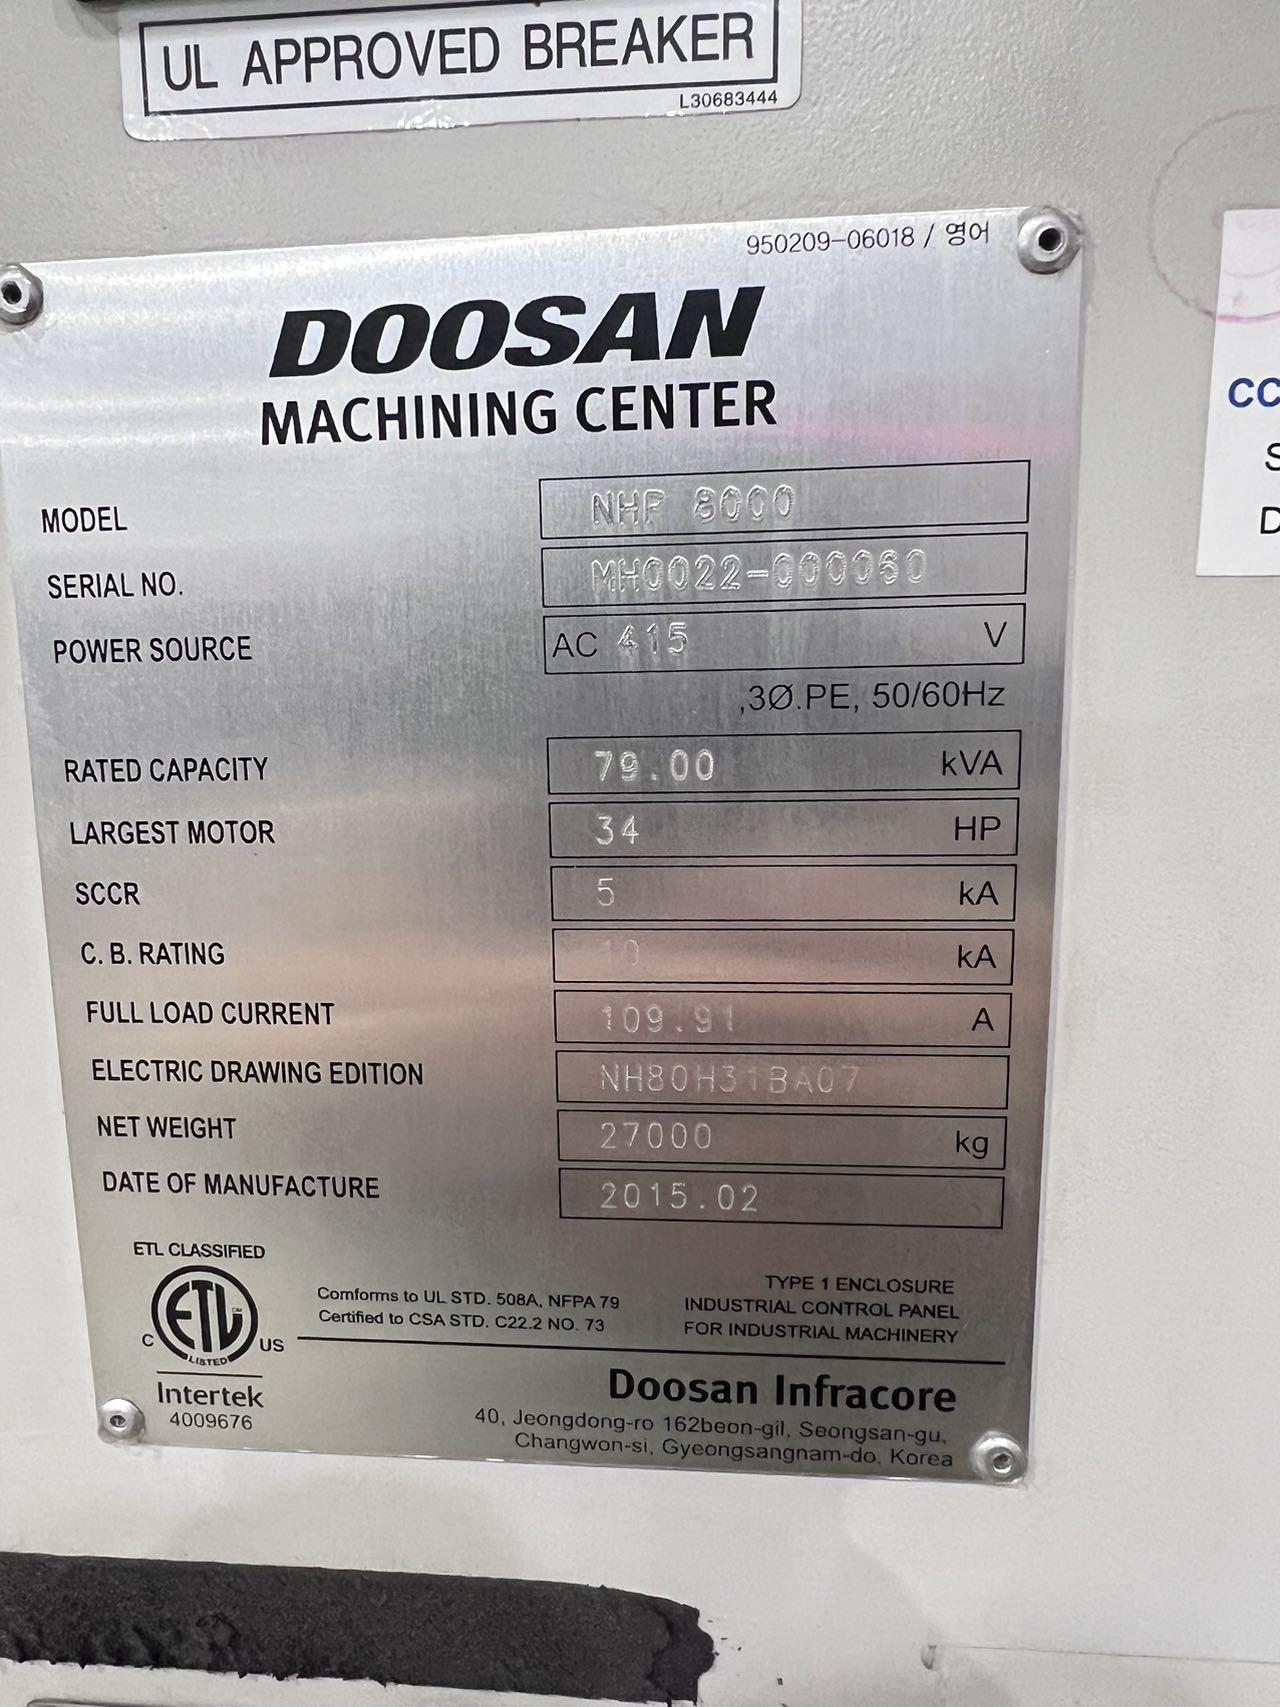 UL APPROVED BREAKER
L30683444
950209-06018 / 영어
DOOSAN
MACHINING CENTER
MODEL NHP 8000
SERIAL NO. MH0022-000060
POWER SOURCE AC 415 V
,3Ø.PE, 50/60Hz
RATED CAPACITY 79.00 kVA
LARGEST MOTOR 34 HP
SCCR 5 kA
C. B. RATING 10 kA
FULL LOAD CURRENT 109.91 A
ELECTRIC DRAWING EDITION NH80H31BA07
NET WEIGHT 27000 kg
DATE OF MANUFACTURE 2015.02
ETL CLASSIFIED
ETL
LISTED
C US
Intertek
4009676
Comforms to UL STD. 508A, NFPA 79
Certified to CSA STD. C22.2 NO. 73
TYPE 1 ENCLOSURE
INDUSTRIAL CONTROL PANEL
FOR INDUSTRIAL MACHINERY
Doosan Infracore
40, Jeongdong-ro 162beon-gil, Seongsan-gu,
Changwon-si, Gyeongsangnam-do, Korea
CC
S
D